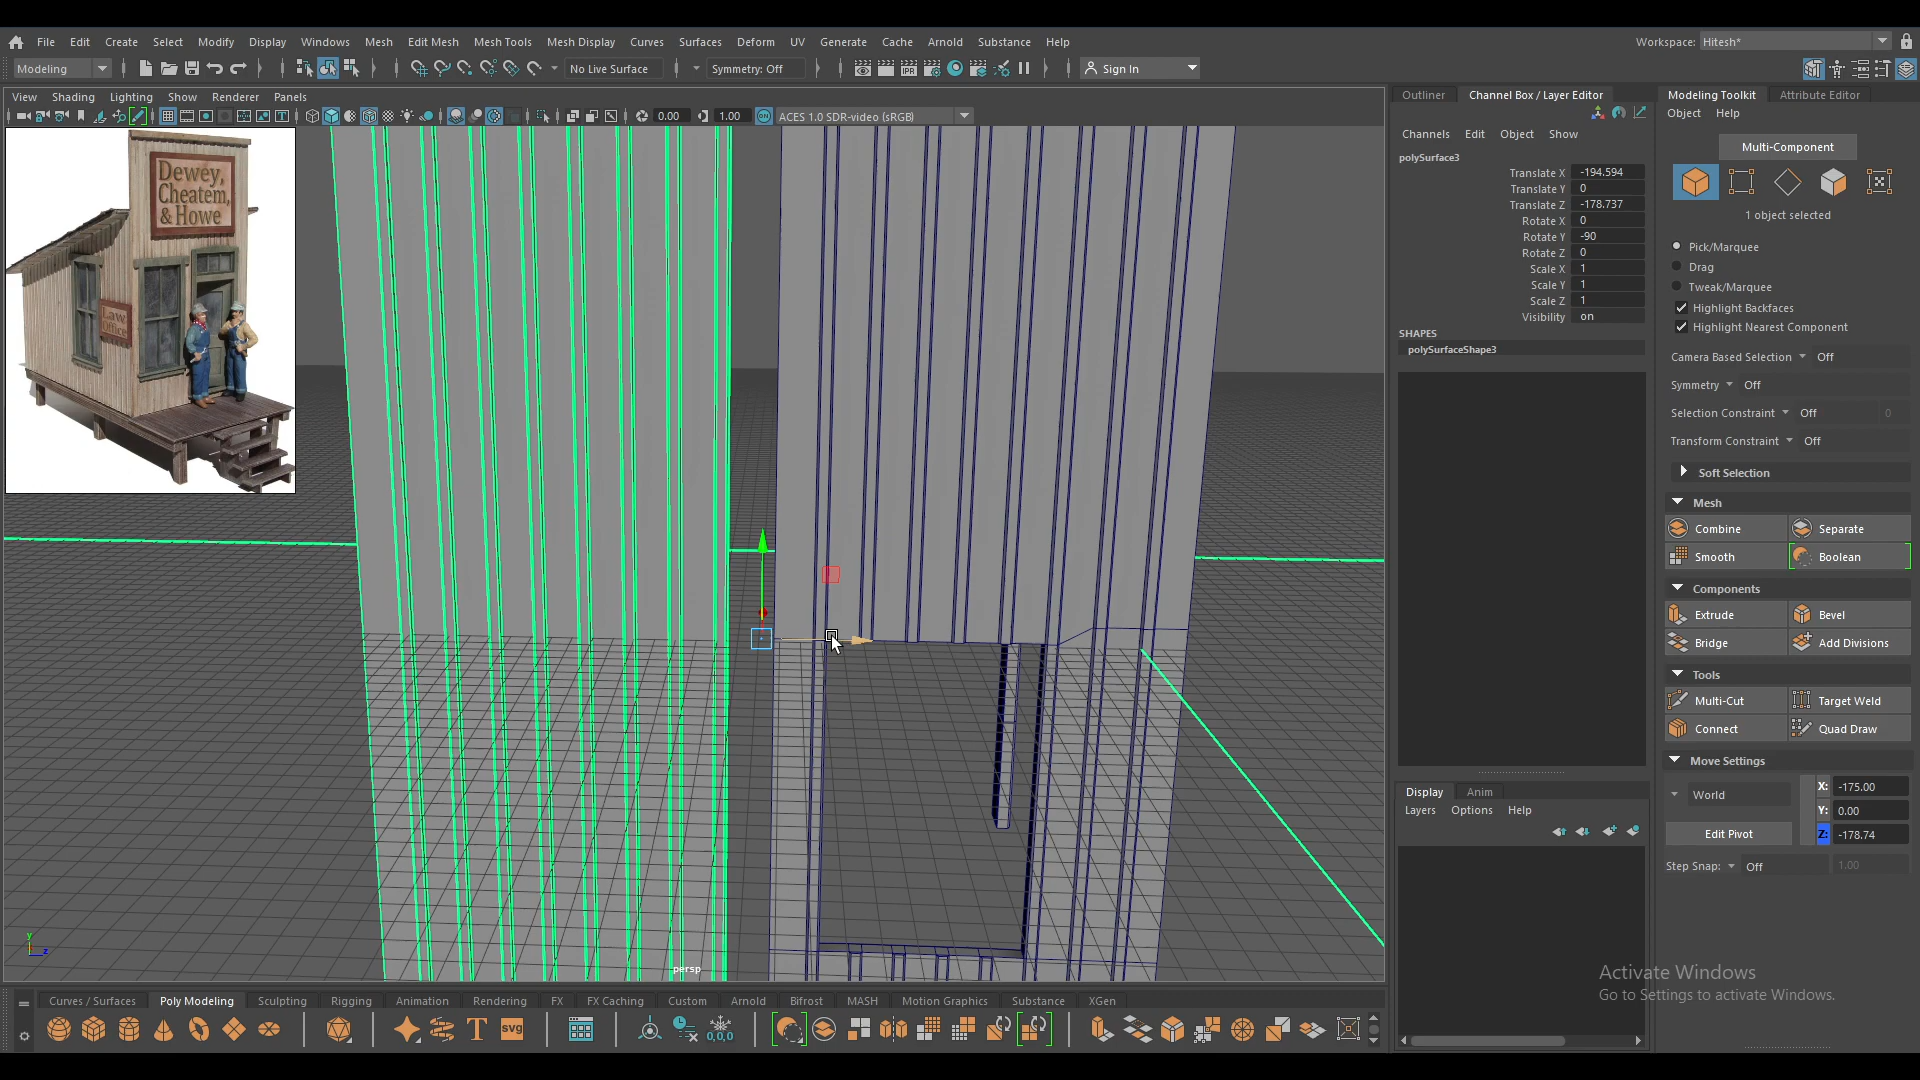 File Edit Create Select Modify Display Windows Mesh Edit Mesh Mesh Tools Mesh Display Curves Surfaces Deform UV Generate Cache Arnold Substance Help
Workspace: Hitesh*
Modeling
No Live Surface
Symmetry: Off
IPR
Sign In
View Shading Lighting Show Renderer Panels
0.00
1.00
ACES 1.0 SDR-video (sRGB)
Dewey,
Cheatem,
& Howe
Law
Office
persp
Outliner
Channel Box / Layer Editor
Channels Edit Object Show
polySurface3
Translate X -194.594
Translate Y 0
Translate Z -178.737
Rotate X 0
Rotate Y -90
Rotate Z 0
Scale X 1
Scale Y 1
Scale Z 1
Visibility on
SHAPES
polySurfaceShape3
Display Anim
Layers Options Help
Modeling Toolkit
Attribute Editor
Object Help
Multi-Component
1 object selected
Pick/Marquee
Drag
Tweak/Marquee
Highlight Backfaces
Highlight Nearest Component
Camera Based Selection Off
Symmetry Off
Selection Constraint Off 0
Transform Constraint Off
Soft Selection
Mesh
Combine Separate
Smooth Boolean
Components
Extrude Bevel
Bridge Add Divisions
Tools
Multi-Cut Target Weld
Connect Quad Draw
Move Settings
World
X: -175.00
Y: 0.00
Z: -178.74
Edit Pivot
Step Snap: Off 1.00
Activate Windows
Go to Settings to activate Windows.
Curves / Surfaces Poly Modeling Sculpting Rigging Animation Rendering FX FX Caching Custom Arnold Bifrost MASH Motion Graphics Substance XGen
T
svg
0,0,0
y
z